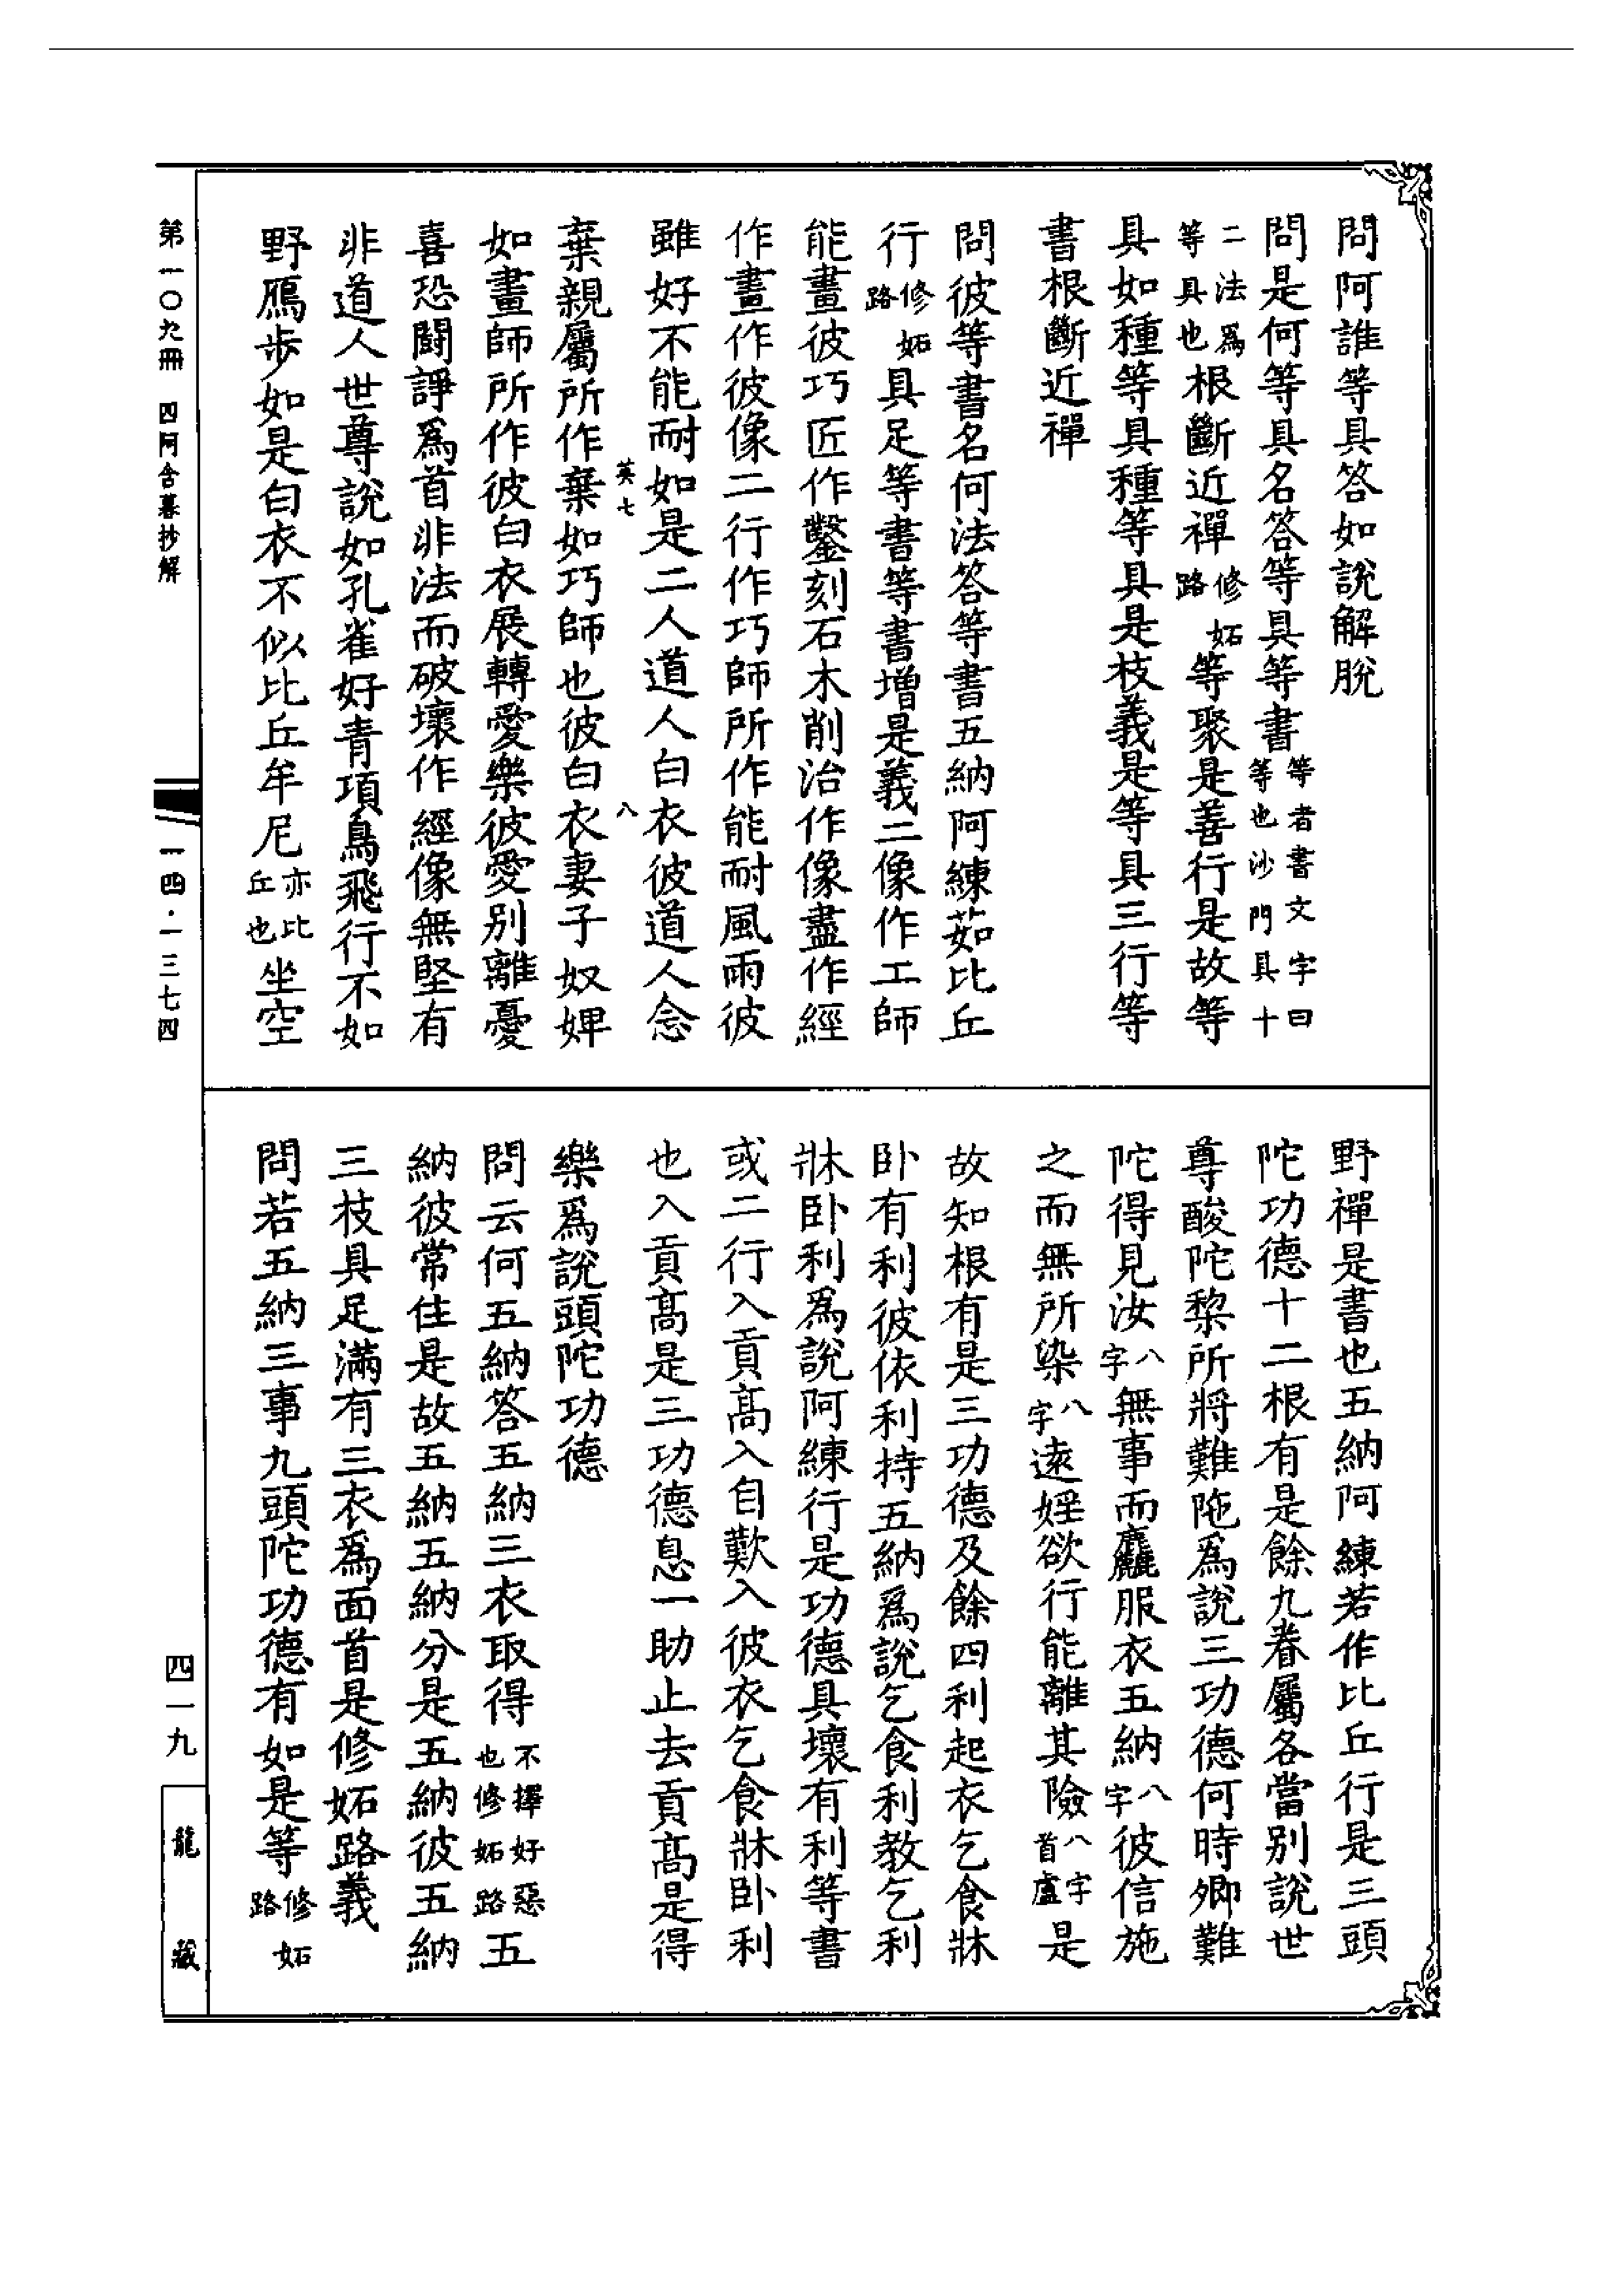 問阿誰等具答如說解脫
問是何等具名答等具等書等者書文字曰等也沙門具十
二法爲等具也根斷近禪修妬路等聚是善行是故等
具如種等具種等具是枝義是等具三行等
書根斷近禪
問彼等書名何法答等書五納阿練茹比丘
行修妬路具足等書等書增是義二像作工師
能畫彼巧匠作鑿刻石木削治作像盡作經
作畫作彼像二行作巧師所作能耐風雨彼
雖好不能耐如是二人道人白衣彼道人念
英七
八
棄親屬所作棄如巧師也彼白衣妻子奴婢
如畫師所作彼白衣展轉愛樂彼愛別離憂
喜恐鬪諍爲首非法而破壞作經像無堅有
非道人世尊說如孔雀好青項鳥飛行不如
野鴈步如是白衣不似比丘牟尼亦比丘也坐空
野禪是書也五納阿練若作比丘行是三頭
陀功德十二根有是餘九眷屬各當別說世
尊酸陀黎所將難陁爲說三功德何時卿難
陀得見汝八字無事而麤服衣五納八字彼信施
之而無所染八字遠婬欲行能離其險八字首盧是
故知根有是三功德及餘四利起衣乞食牀
卧有利彼依利持五納爲說乞食利教乞利
牀卧利爲說阿練行是功德具壞有利等書
或二行入貢高入自歎入彼衣乞食牀卧利
也入貢高是三功德息一助止去貢高是得
樂爲說頭陀功德
問云何五納答五納三衣取得不擇好惡也修妬路五
納彼常住是故五納五納分是五納彼五納
三枝具足滿有三衣爲面首是修妬路義
問若五納三事九頭陀功德有如是等修妬路
第一〇九冊　四阿含暮抄解
一四·一三七四
四一九
龍藏